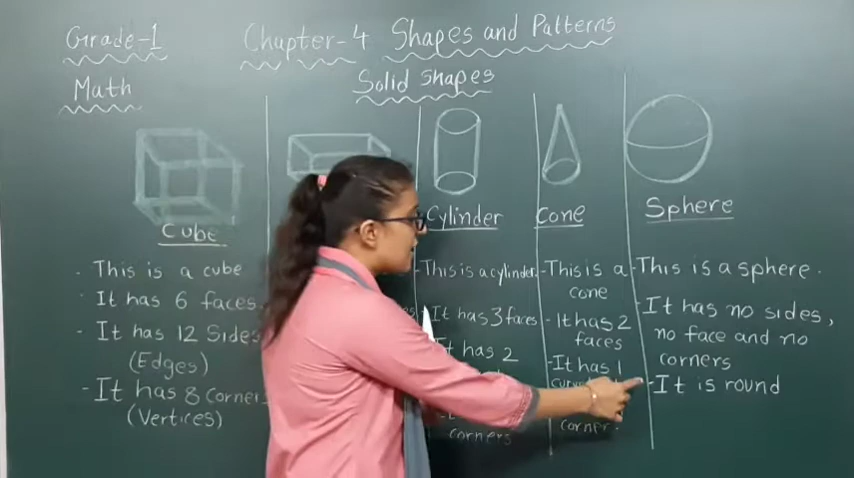 Grade-1
Chapter-4 Shapes and Patterns
Math
Solid shapes
Cube
- This is a cube
- It has 6 faces
- It has 12 Sides
(Edges)
- It has 8 corner
(Vertices)
Cylinder
- This is a cylinder.
- It has 3 faces
It has 2
corners
Cone
- This is a
cone
- It has 2
faces
- It has 1
corner
Sphere
- This is a sphere.
- It has no sides,
no face and no
corners
- It is round